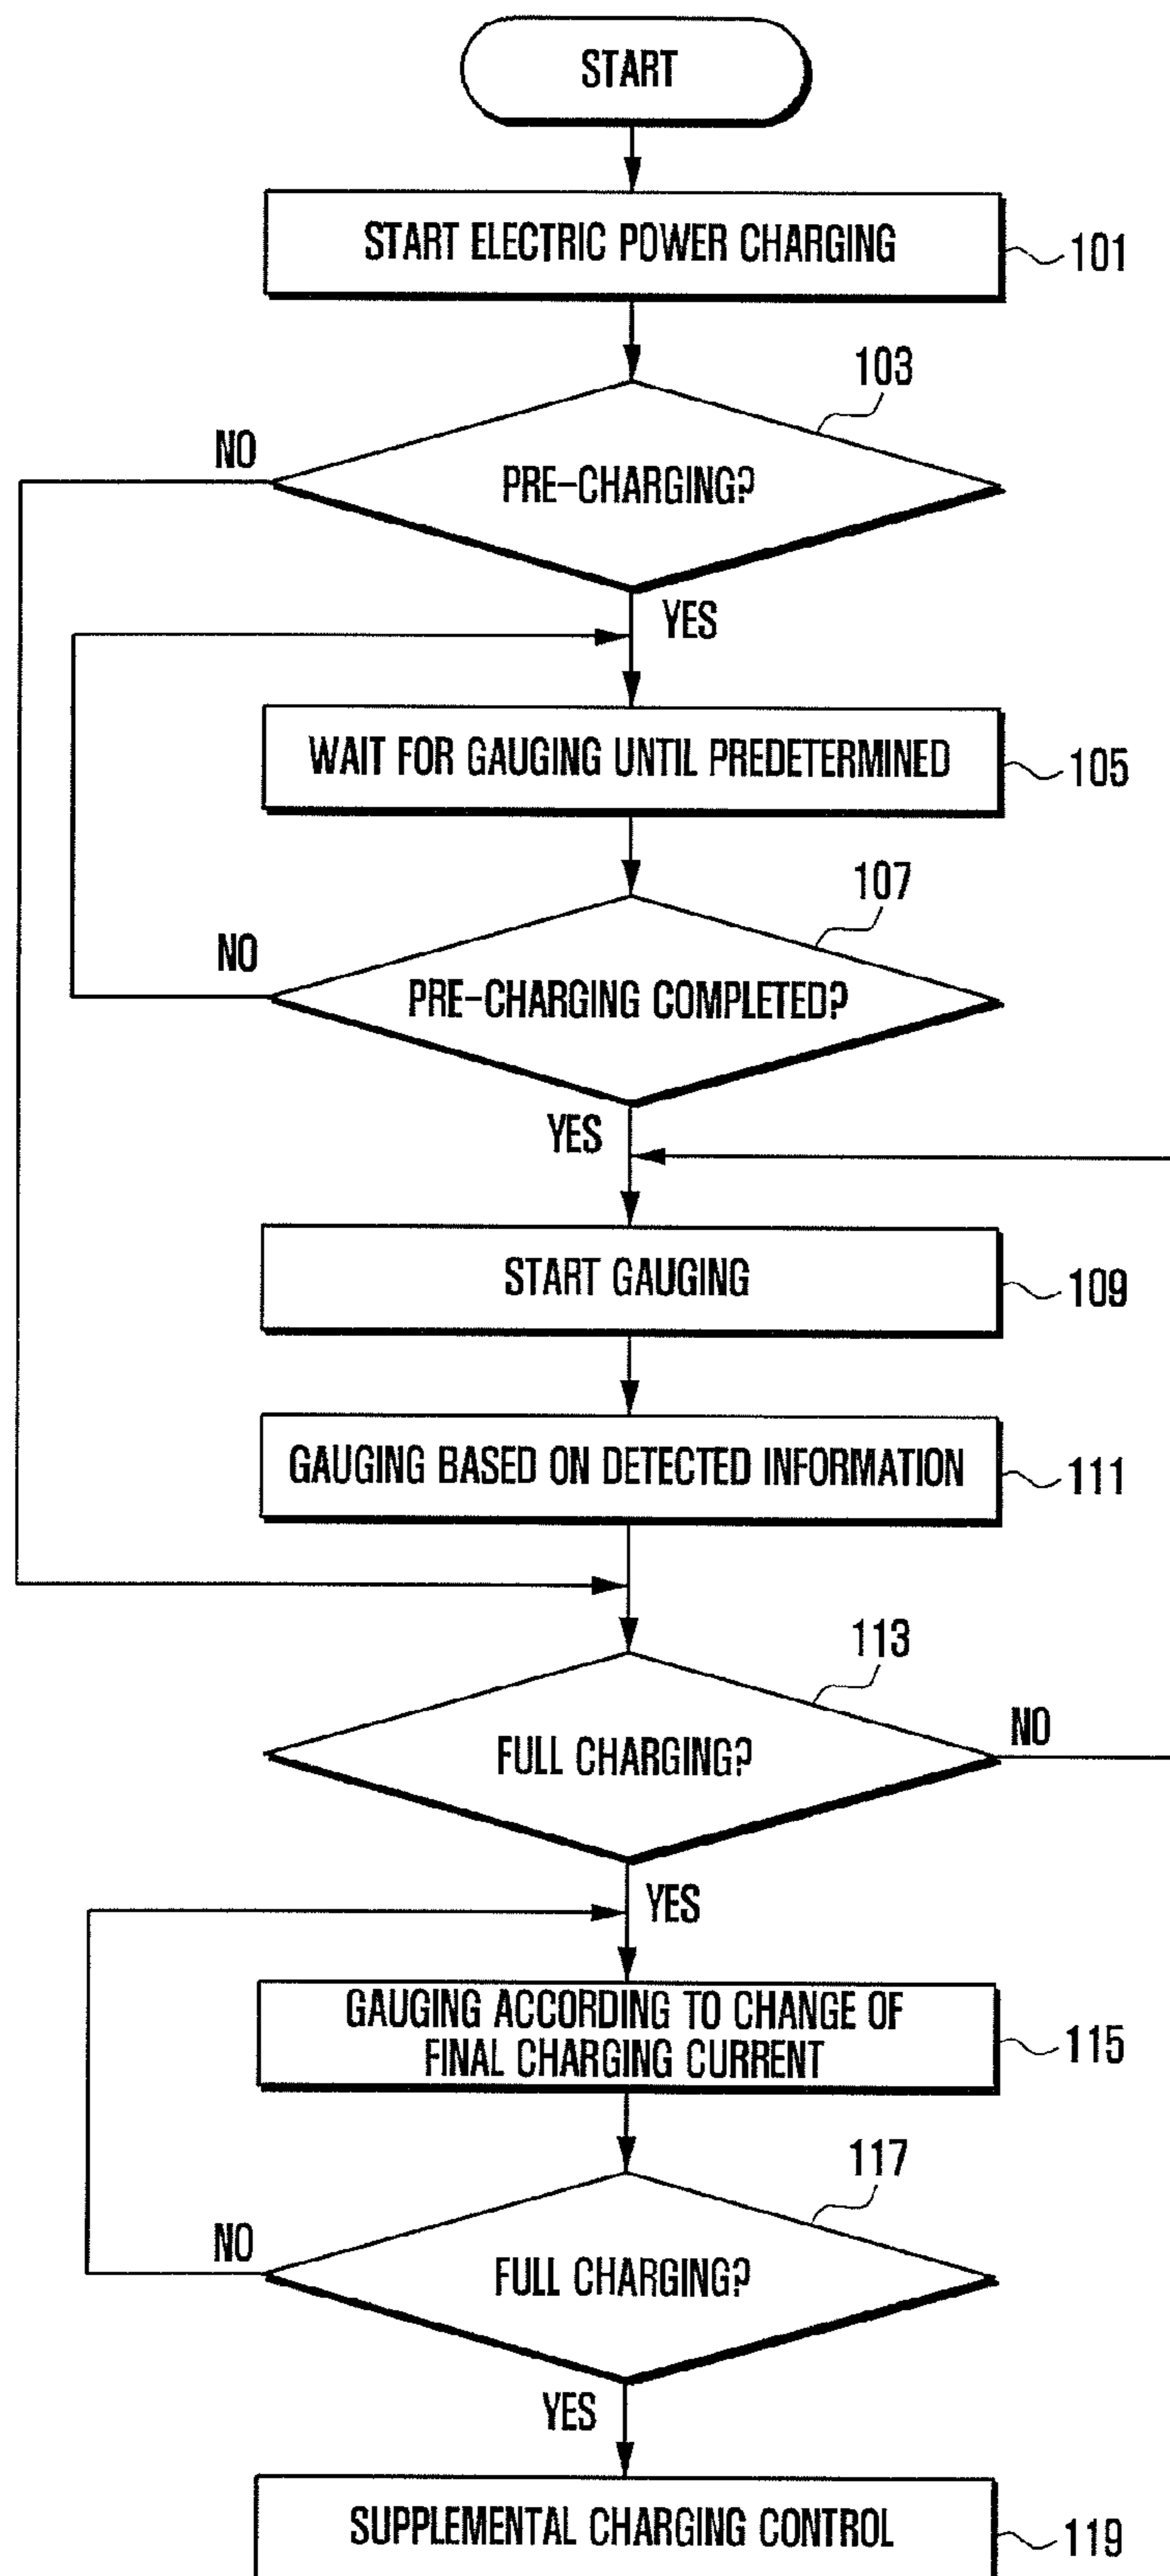 START
START ELECTRIC POWER CHARGING
101
103
NO
PRE-CHARGING?
YES
WAIT FOR GAUGING UNTIL PREDETERMINED
105
107
NO
PRE-CHARGING COMPLETED?
YES
START GAUGING
109
GAUGING BASED ON DETECTED INFORMATION
111
113
FULL CHARGING?
NO
YES
GAUGING ACCORDING TO CHANGE OF
FINAL CHARGING CURRENT
115
117
NO
FULL CHARGING?
YES
SUPPLEMENTAL CHARGING CONTROL
119